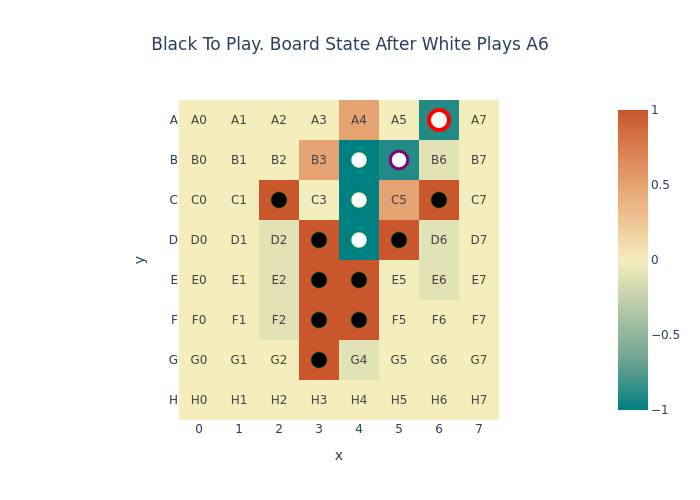 Black To Play. Board State After White Plays A6
A A0 A1 A2 A3 A4 A5 A7
B B0 B1 B2 B3 B6 B7
C C0 C1 C3 C5 C7
D D0 D1 D2 D6 D7
E E0 E1 E2 E5 E6 E7
F F0 F1 F2 F5 F6 F7
G G0 G1 G2 G4 G5 G6 G7
H H0 H1 H2 H3 H4 H5 H6 H7
0 1 2 3 4 5 6 7
x
y
1
0.5
0
−0.5
−1